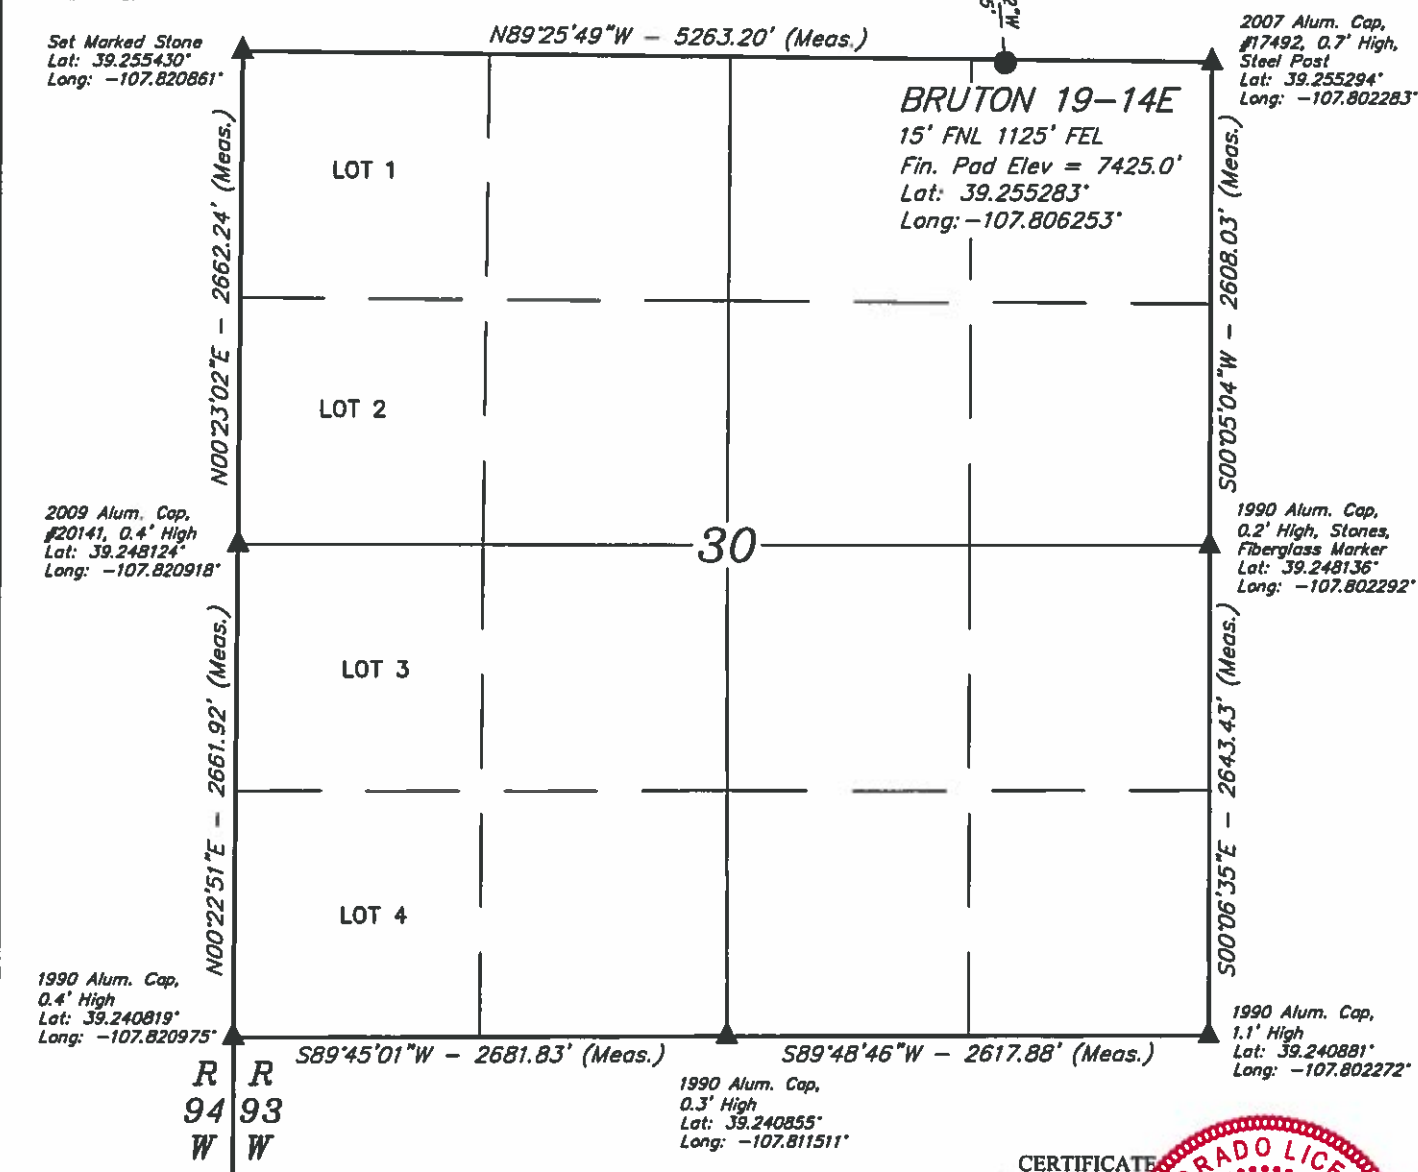 N89°25'49"W - 5263.20' (Meas.)
Set Marked Stone
Lat: 39.255430°
Long: -107.820861°
2007 Alum. Cap,
#17492, 0.7' High,
Steel Post
Lat: 39.255294°
Long: -107.802283°
BRUTON 19-14E
15' FNL 1125' FEL
Fin. Pad Elev = 7425.0'
Lat: 39.255283°
Long: -107.806253°
LOT 1
N00°23'02"E - 2662.24' (Meas.)
S00°05'04"W - 2608.03' (Meas.)
LOT 2
2009 Alum. Cap,
#20141, 0.4' High
Lat: 39.248124°
Long: -107.820918°
30
1990 Alum. Cap,
0.2' High, Stones,
Fiberglass Marker
Lat: 39.248136°
Long: -107.802292°
LOT 3
N00°22'51"E - 2661.92' (Meas.)
S00°06'35"E - 2643.43' (Meas.)
LOT 4
1990 Alum. Cap,
0.4' High
Lat: 39.240819°
Long: -107.820975°
S89°45'01"W - 2681.83' (Meas.)
S89°48'46"W - 2617.88' (Meas.)
1990 Alum. Cap,
1.1' High
Lat: 39.240881°
Long: -107.802272°
1990 Alum. Cap,
0.3' High
Lat: 39.240855°
Long: -107.811511°
R R
94 93
W W
CERTIFICATE
RADO LICE